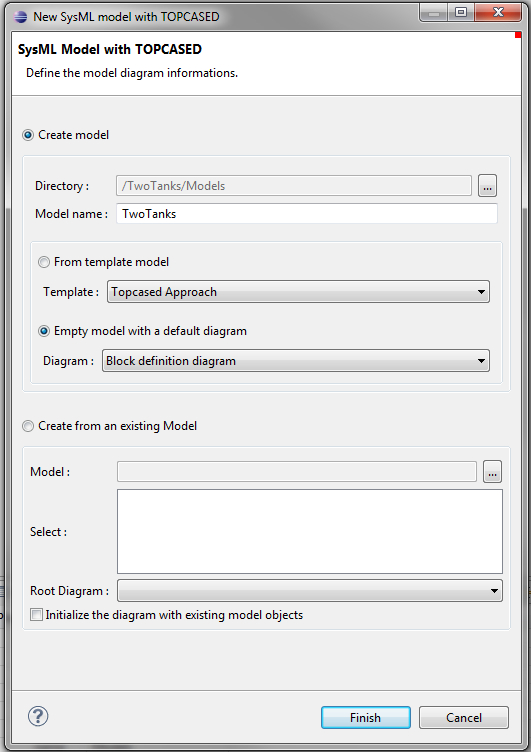 New SysML model with TOPCASED
SysML Model with TOPCASED
Define the model diagram informations.
Create model
Directory : /TwoTanks/Models ...
Model name : TwoTanks
From template model
Template : Topcased Approach
Empty model with a default diagram
Diagram : Block definition diagram
Create from an existing Model
Model : ...
Select :
Root Diagram :
Initialize the diagram with existing model objects
? Finish Cancel